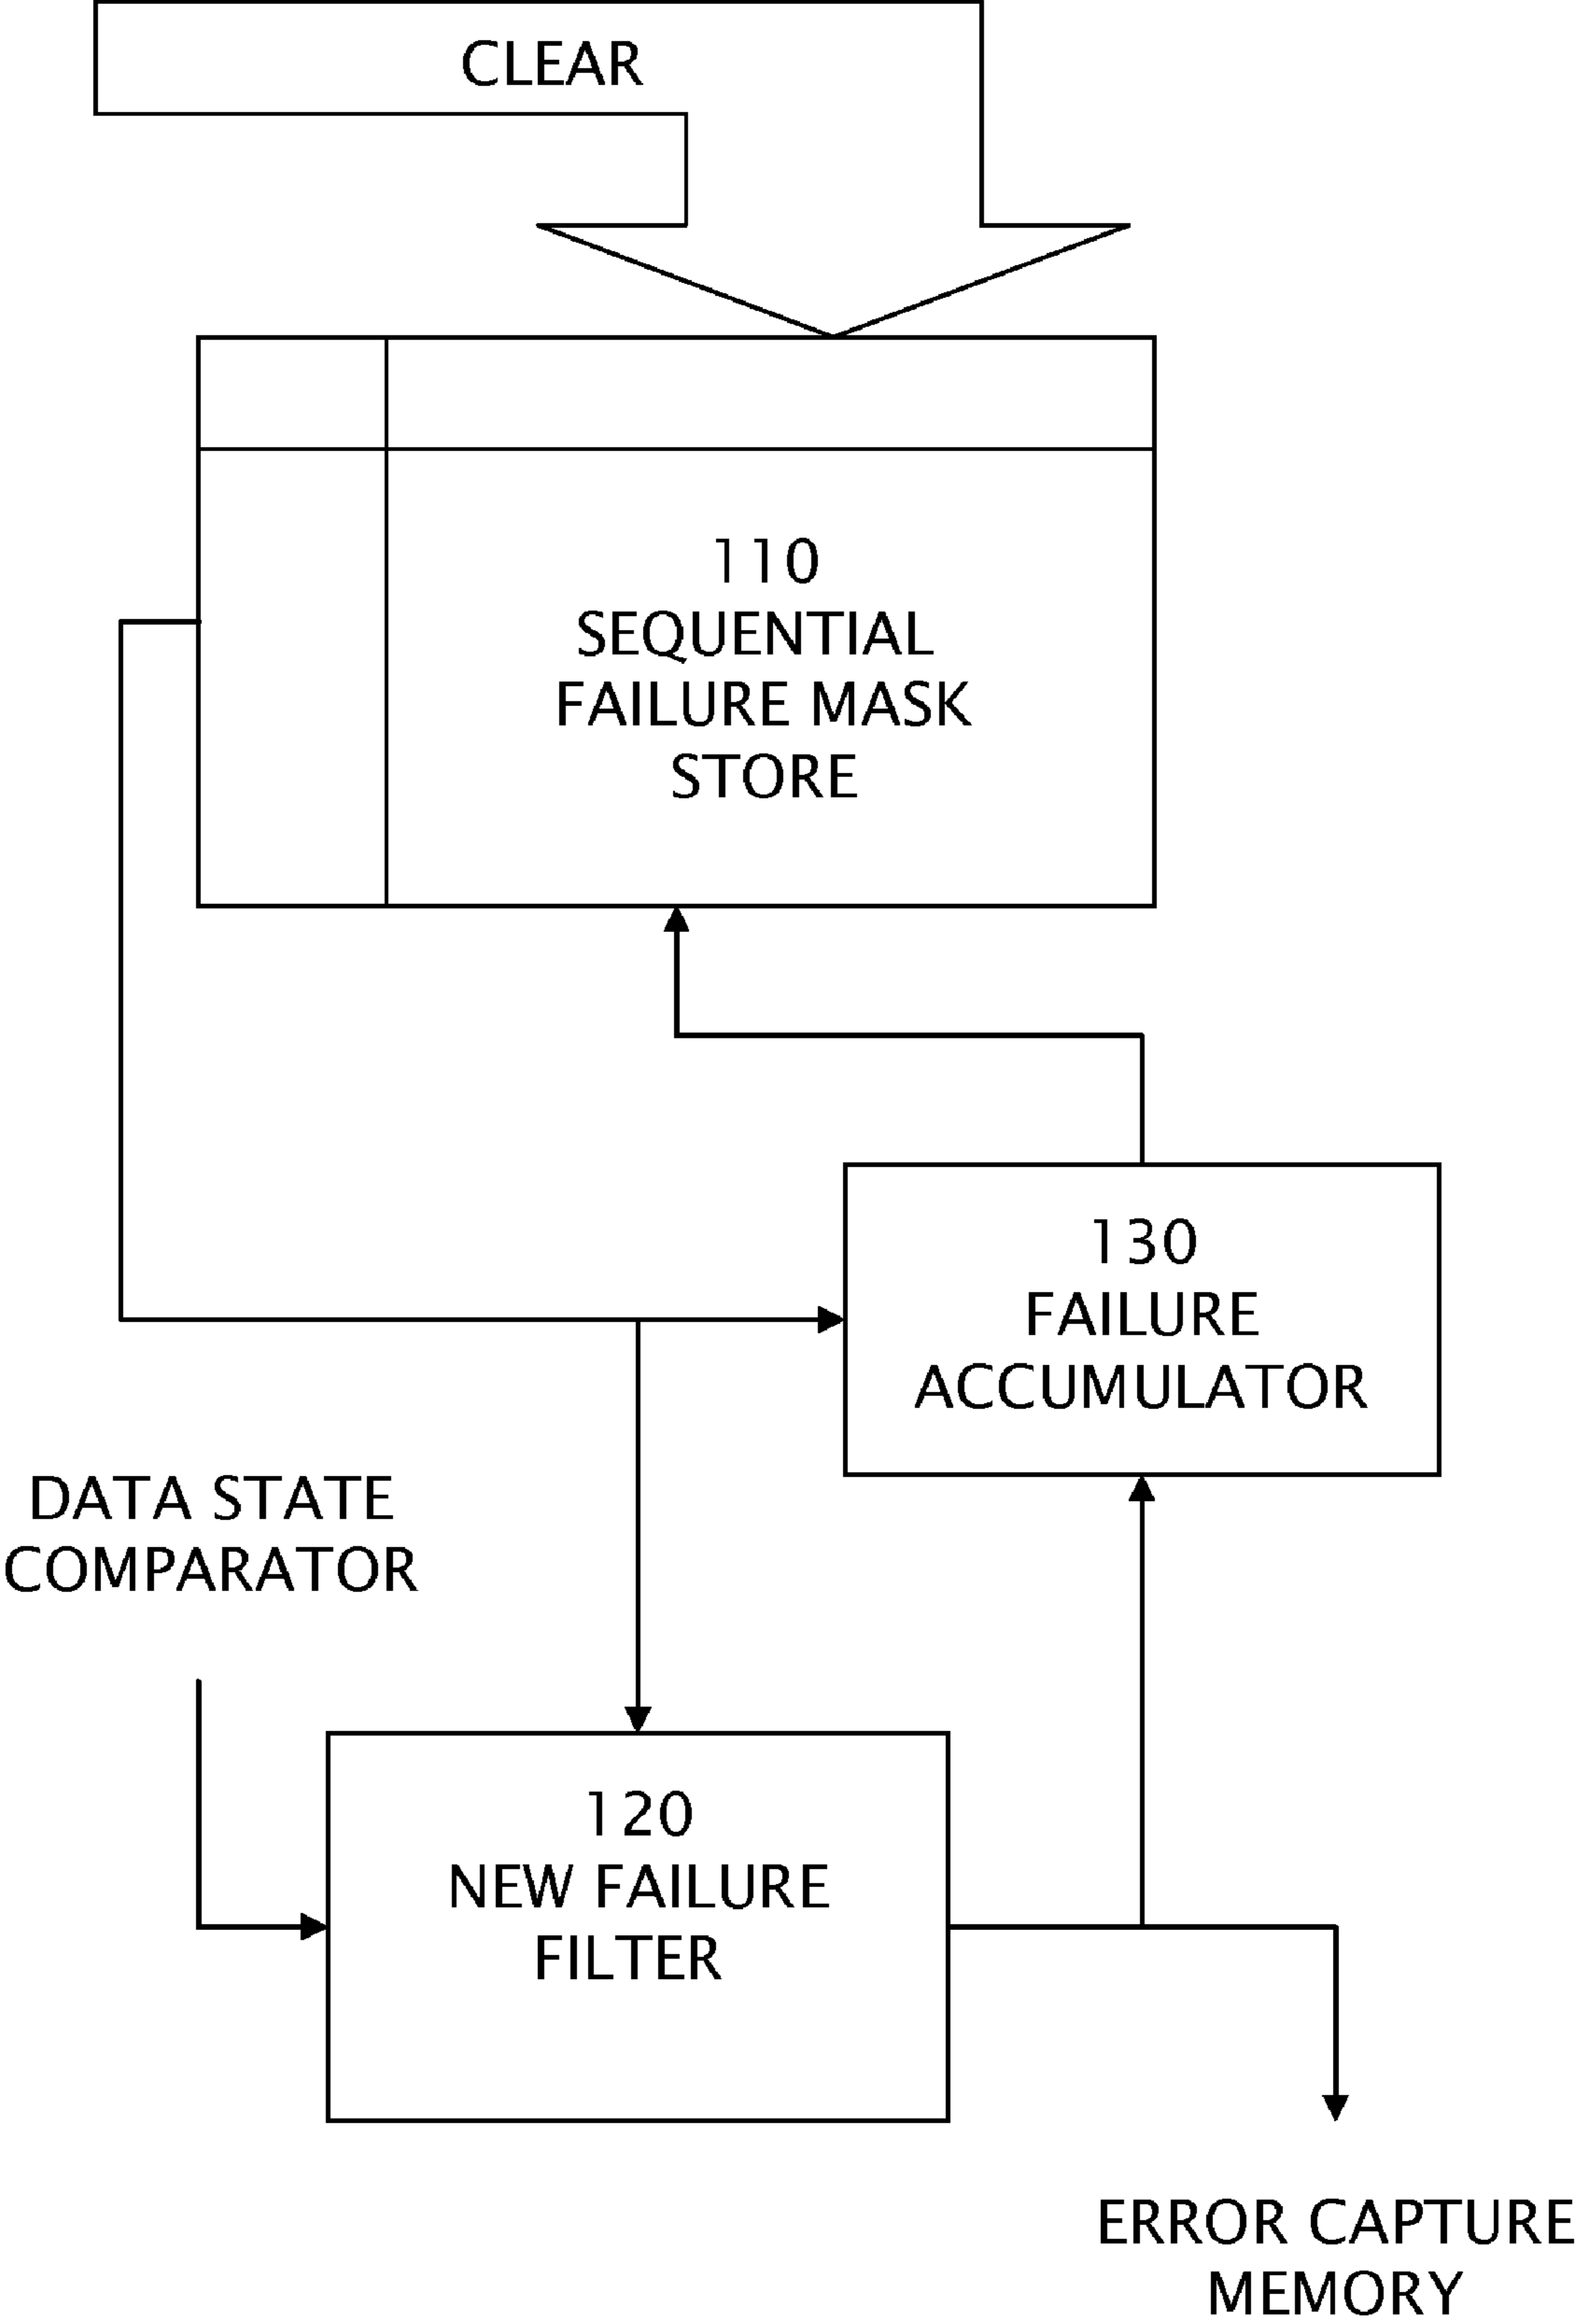 CLEAR
110
SEQUENTIAL
FAILURE MASK
STORE
130
FAILURE
ACCUMULATOR
DATA STATE
COMPARATOR
120
NEW FAILURE
FILTER
ERROR CAPTURE
MEMORY